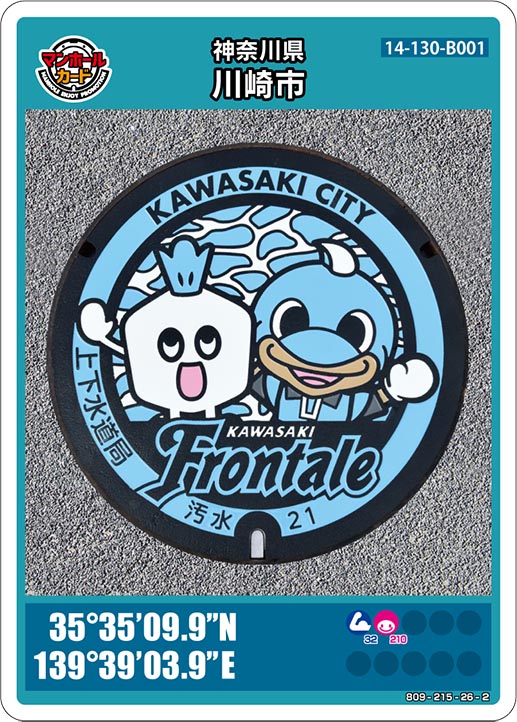 マンホール
カード
MANHOLE ENJOY PROMOTION
神奈川県
川崎市
14-130-B001
KAWASAKI CITY
上下水道局
KAWASAKI
Frontale
汚水 21
35°35’09.9”N
139°39’03.9”E
32 210
809-215-26-2